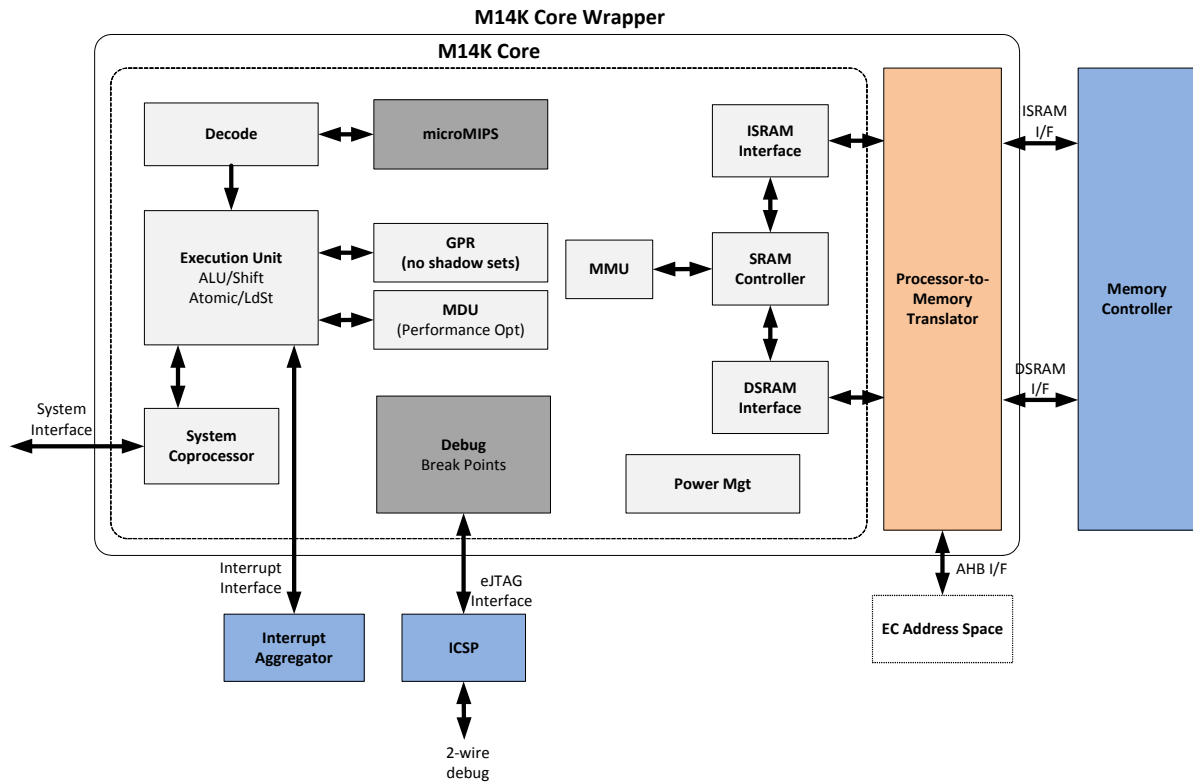 M14K Core Wrapper
M14K Core
Decode
microMIPS
ISRAM
Interface
ISRAM
I/F
Execution Unit
ALU/Shift
Atomic/LdSt
GPR
(no shadow sets)
MDU
(Performance Opt)
MMU
SRAM
Controller
Processor-to-
Memory
Translator
Memory
Controller
DSRAM
Interface
DSRAM
I/F
System
Interface
System
Coprocessor
Debug
Break Points
Power Mgt
Interrupt
Interface
eJTAG
Interface
AHB I/F
Interrupt
Aggregator
ICSP
EC Address Space
2-wire
debug